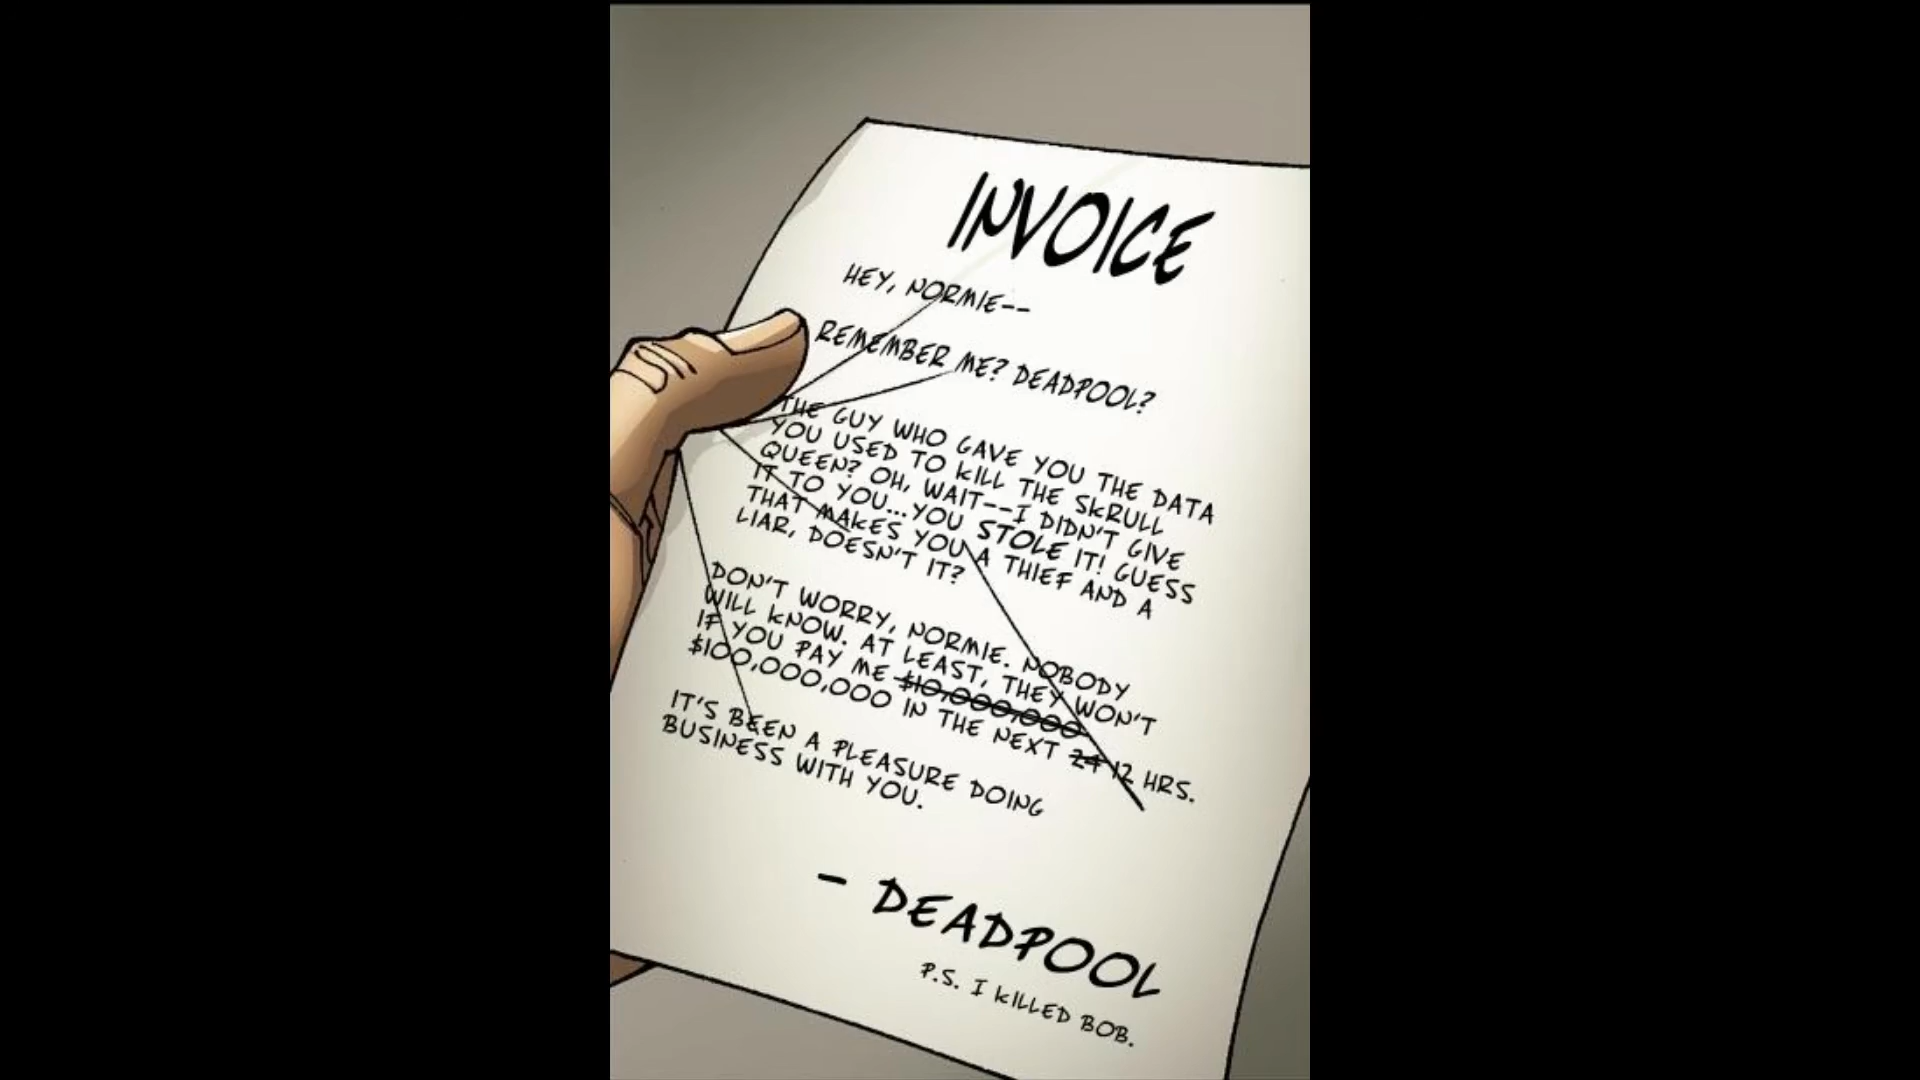 INVOICE
HEY, NORMIE--
REMEMBER ME? DEADPOOL?
THE GUY WHO GAVE YOU THE DATA
YOU USED TO KILL THE SKRULL
QUEEN? OH, WAIT--I DIDN'T GIVE
IT TO YOU...YOU STOLE IT! GUESS
THAT MAKES YOU A THIEF AND A
LIAR, DOESN'T IT?
DON'T WORRY, NORMIE. NOBODY
WILL KNOW. AT LEAST, THEY WON'T
IF YOU PAY ME $10,000,000
$100,000,000 IN THE NEXT 24 12 HRS.
IT'S BEEN A PLEASURE DOING
BUSINESS WITH YOU.
- DEADPOOL
P.S. I KILLED BOB.